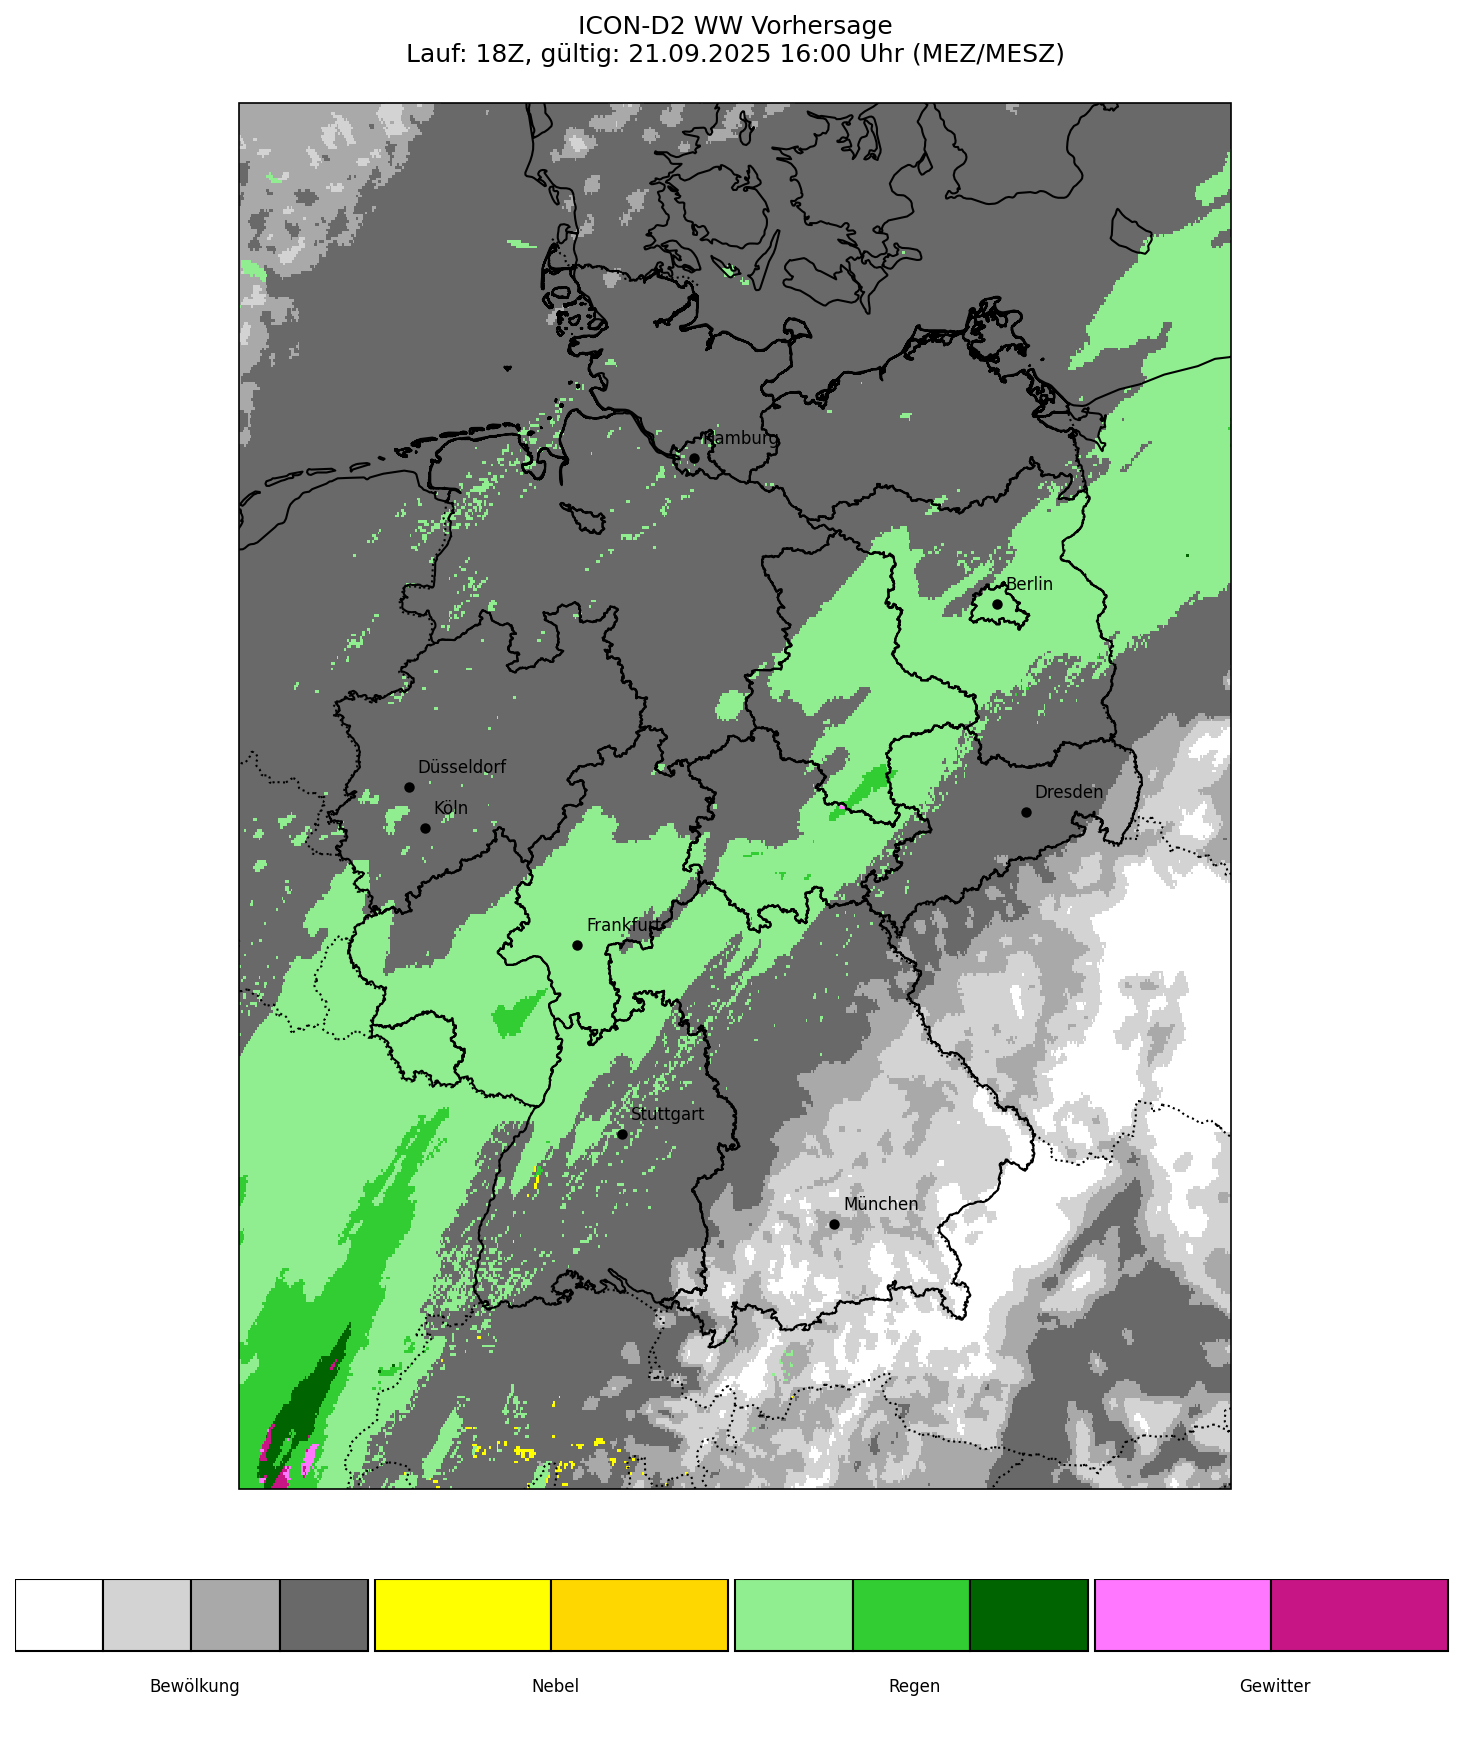 ICON-D2 WW Vorhersage
Lauf: 18Z, gültig: 21.09.2025 16:00 Uhr (MEZ/MESZ)
Hamburg
Berlin
Düsseldorf
Köln
Dresden
Frankfurt
Stuttgart
München
Bewölkung
Nebel
Regen
Gewitter